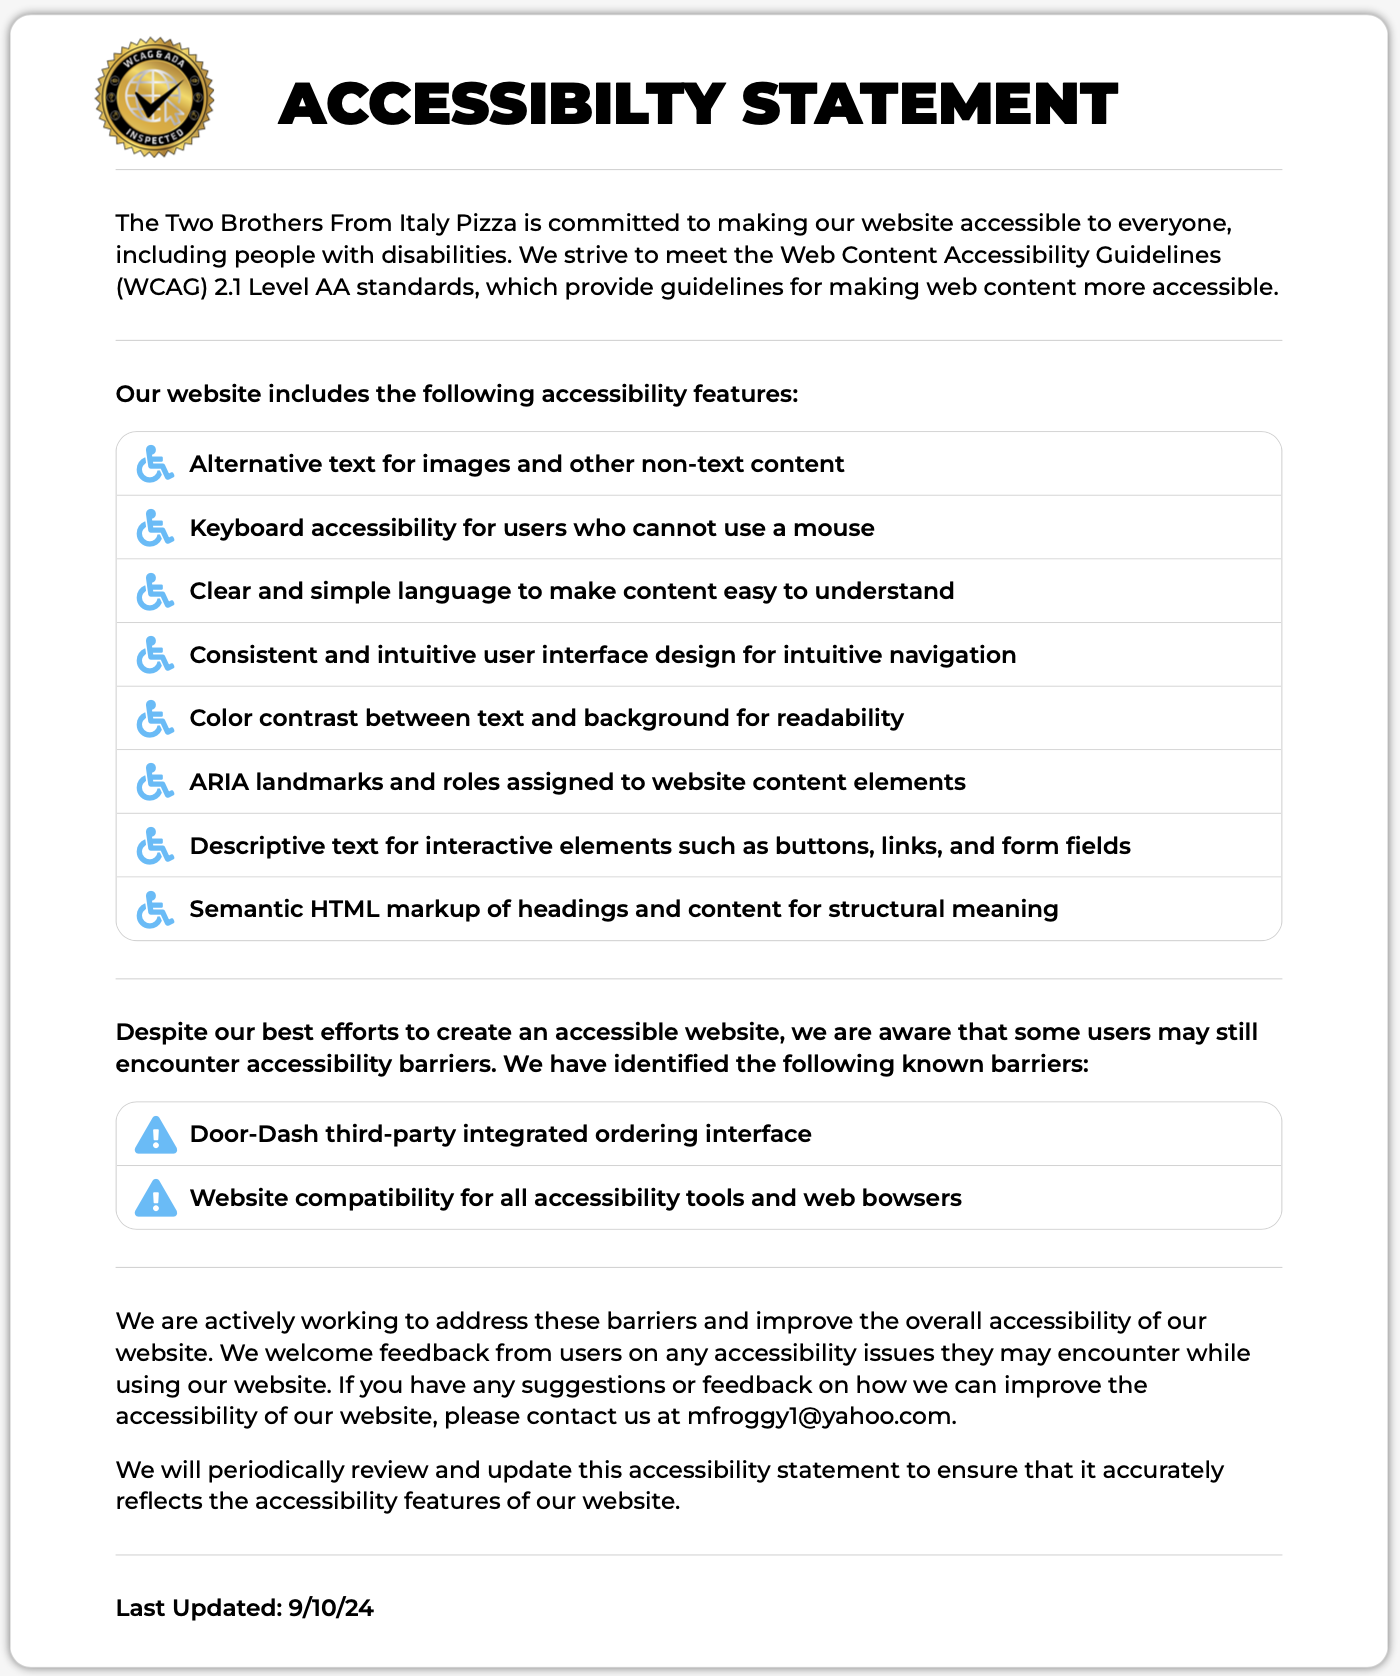 WCAG & ADA
INSPECTED
ACCESSIBILTY STATEMENT
The Two Brothers From Italy Pizza is committed to making our website accessible to everyone,
including people with disabilities. We strive to meet the Web Content Accessibility Guidelines
(WCAG) 2.1 Level AA standards, which provide guidelines for making web content more accessible.
Our website includes the following accessibility features:
Alternative text for images and other non-text content
Keyboard accessibility for users who cannot use a mouse
Clear and simple language to make content easy to understand
Consistent and intuitive user interface design for intuitive navigation
Color contrast between text and background for readability
ARIA landmarks and roles assigned to website content elements
Descriptive text for interactive elements such as buttons, links, and form fields
Semantic HTML markup of headings and content for structural meaning
Despite our best efforts to create an accessible website, we are aware that some users may still
encounter accessibility barriers. We have identified the following known barriers:
Door-Dash third-party integrated ordering interface
Website compatibility for all accessibility tools and web bowsers
We are actively working to address these barriers and improve the overall accessibility of our
website. We welcome feedback from users on any accessibility issues they may encounter while
using our website. If you have any suggestions or feedback on how we can improve the
accessibility of our website, please contact us at mfroggy1@yahoo.com.
We will periodically review and update this accessibility statement to ensure that it accurately
reflects the accessibility features of our website.
Last Updated: 9/10/24